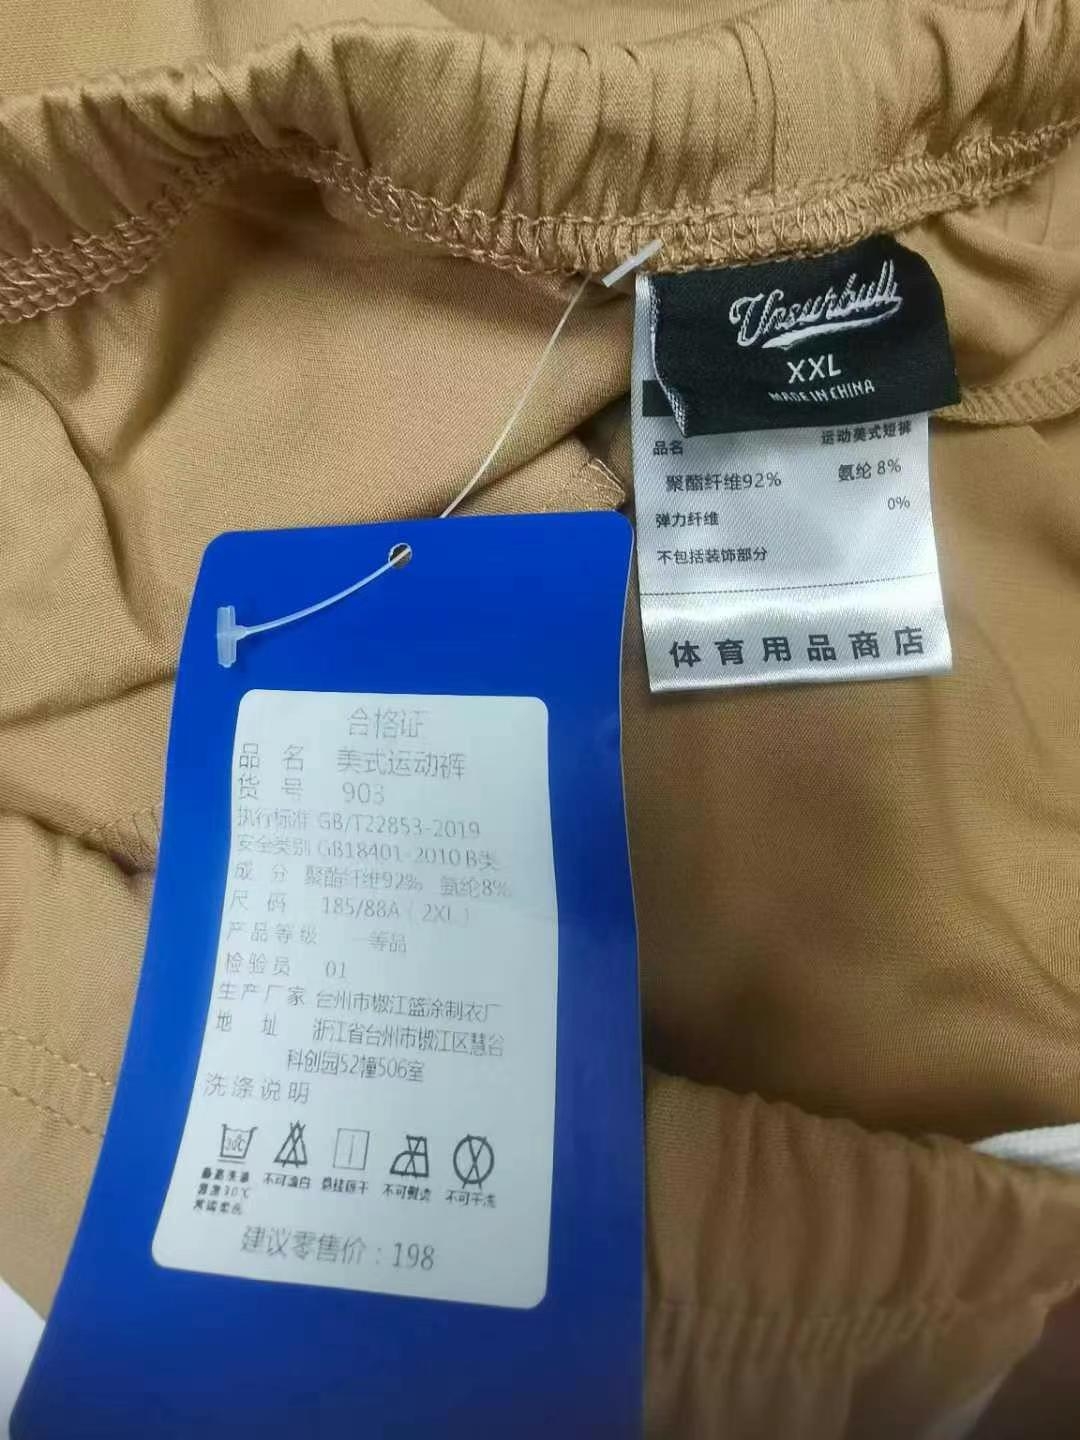 Unsurbull
XXL
MADE IN CHINA
品名 运动美式短裤
聚酯纤维92% 氨纶 8%
弹力纤维 0%
不包括装饰部分
体育用品商店
合格证
品名 美式运动裤
货号 903
执行标准 GB/T22853-2019
安全类别 GB18401-2010 B类
成分 聚酯纤维92% 氨纶8%
尺码 185/88A（2XL）
产品等级 一等品
检验员 01
生产厂家 台州市椒江篮涂制衣厂
地址 浙江省台州市椒江区慧谷
科创园52幢506室
洗涤说明
30℃
最高洗温
30℃
不可漂白
悬挂晾干
不可熨烫
不可干洗
建议零售价：198